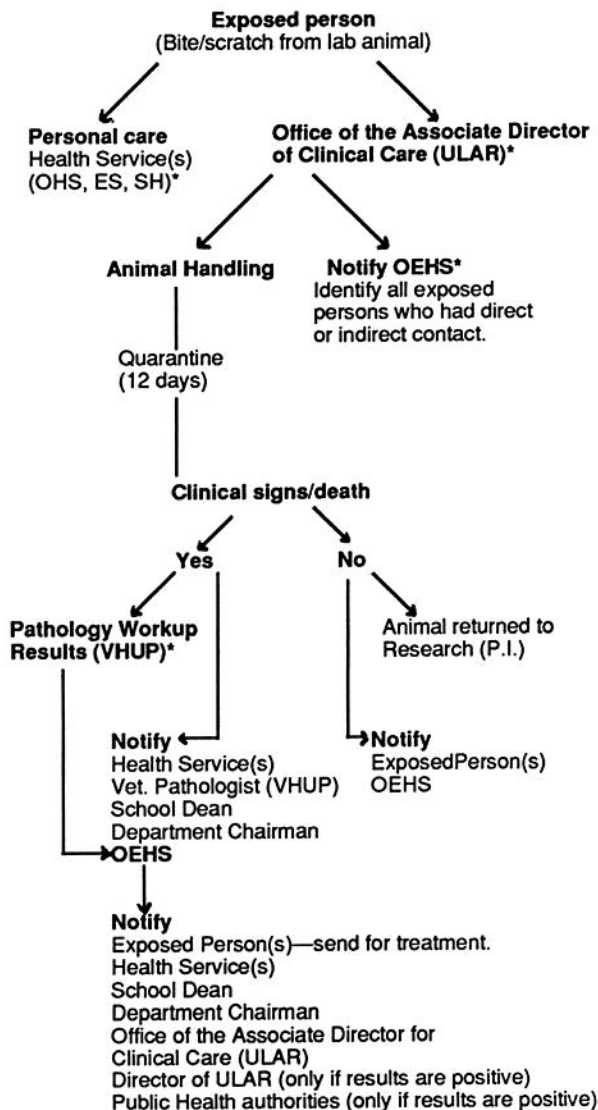 Exposed person
(Bite/scratch from lab animal)
Personal care
Health Service(s)
(OHS, ES, SH)*
Office of the Associate Director
of Clinical Care (ULAR)*
Animal Handling
Notify OEHS*
Identify all exposed
persons who had direct
or indirect contact.
Quarantine
(12 days)
Clinical signs/death
Yes
No
Pathology Workup
Results (VHUP)*
Animal returned to
Research (P.I.)
Notify
Health Service(s)
Vet. Pathologist (VHUP)
School Dean
Department Chairman
OEHS
Notify
ExposedPerson(s)
OEHS
Notify
Exposed Person(s)—send for treatment.
Health Service(s)
School Dean
Department Chairman
Office of the Associate Director for
Clinical Care (ULAR)
Director of ULAR (only if results are positive)
Public Health authorities (only if results are positive)